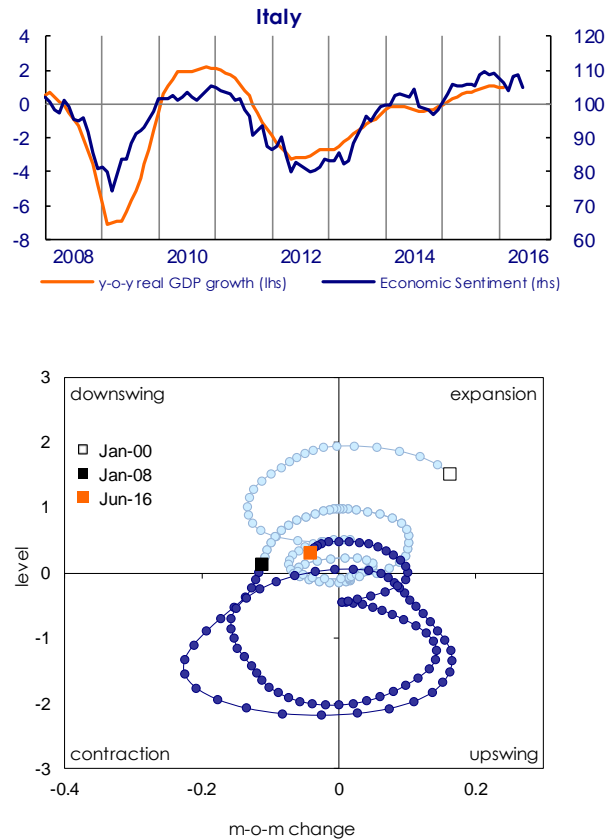 Italy
4 120
2 110
0 100
-2 90
-4 80
-6 70
-8 60
2008 2010 2012 2014 2016
y-o-y real GDP growth (lhs) Economic Sentiment (rhs)
3
downswing expansion
2
Jan-00
Jan-08
1
Jun-16
level
0
-1
-2
contraction upswing
-3
-0.4 -0.2 0 0.2
m-o-m change